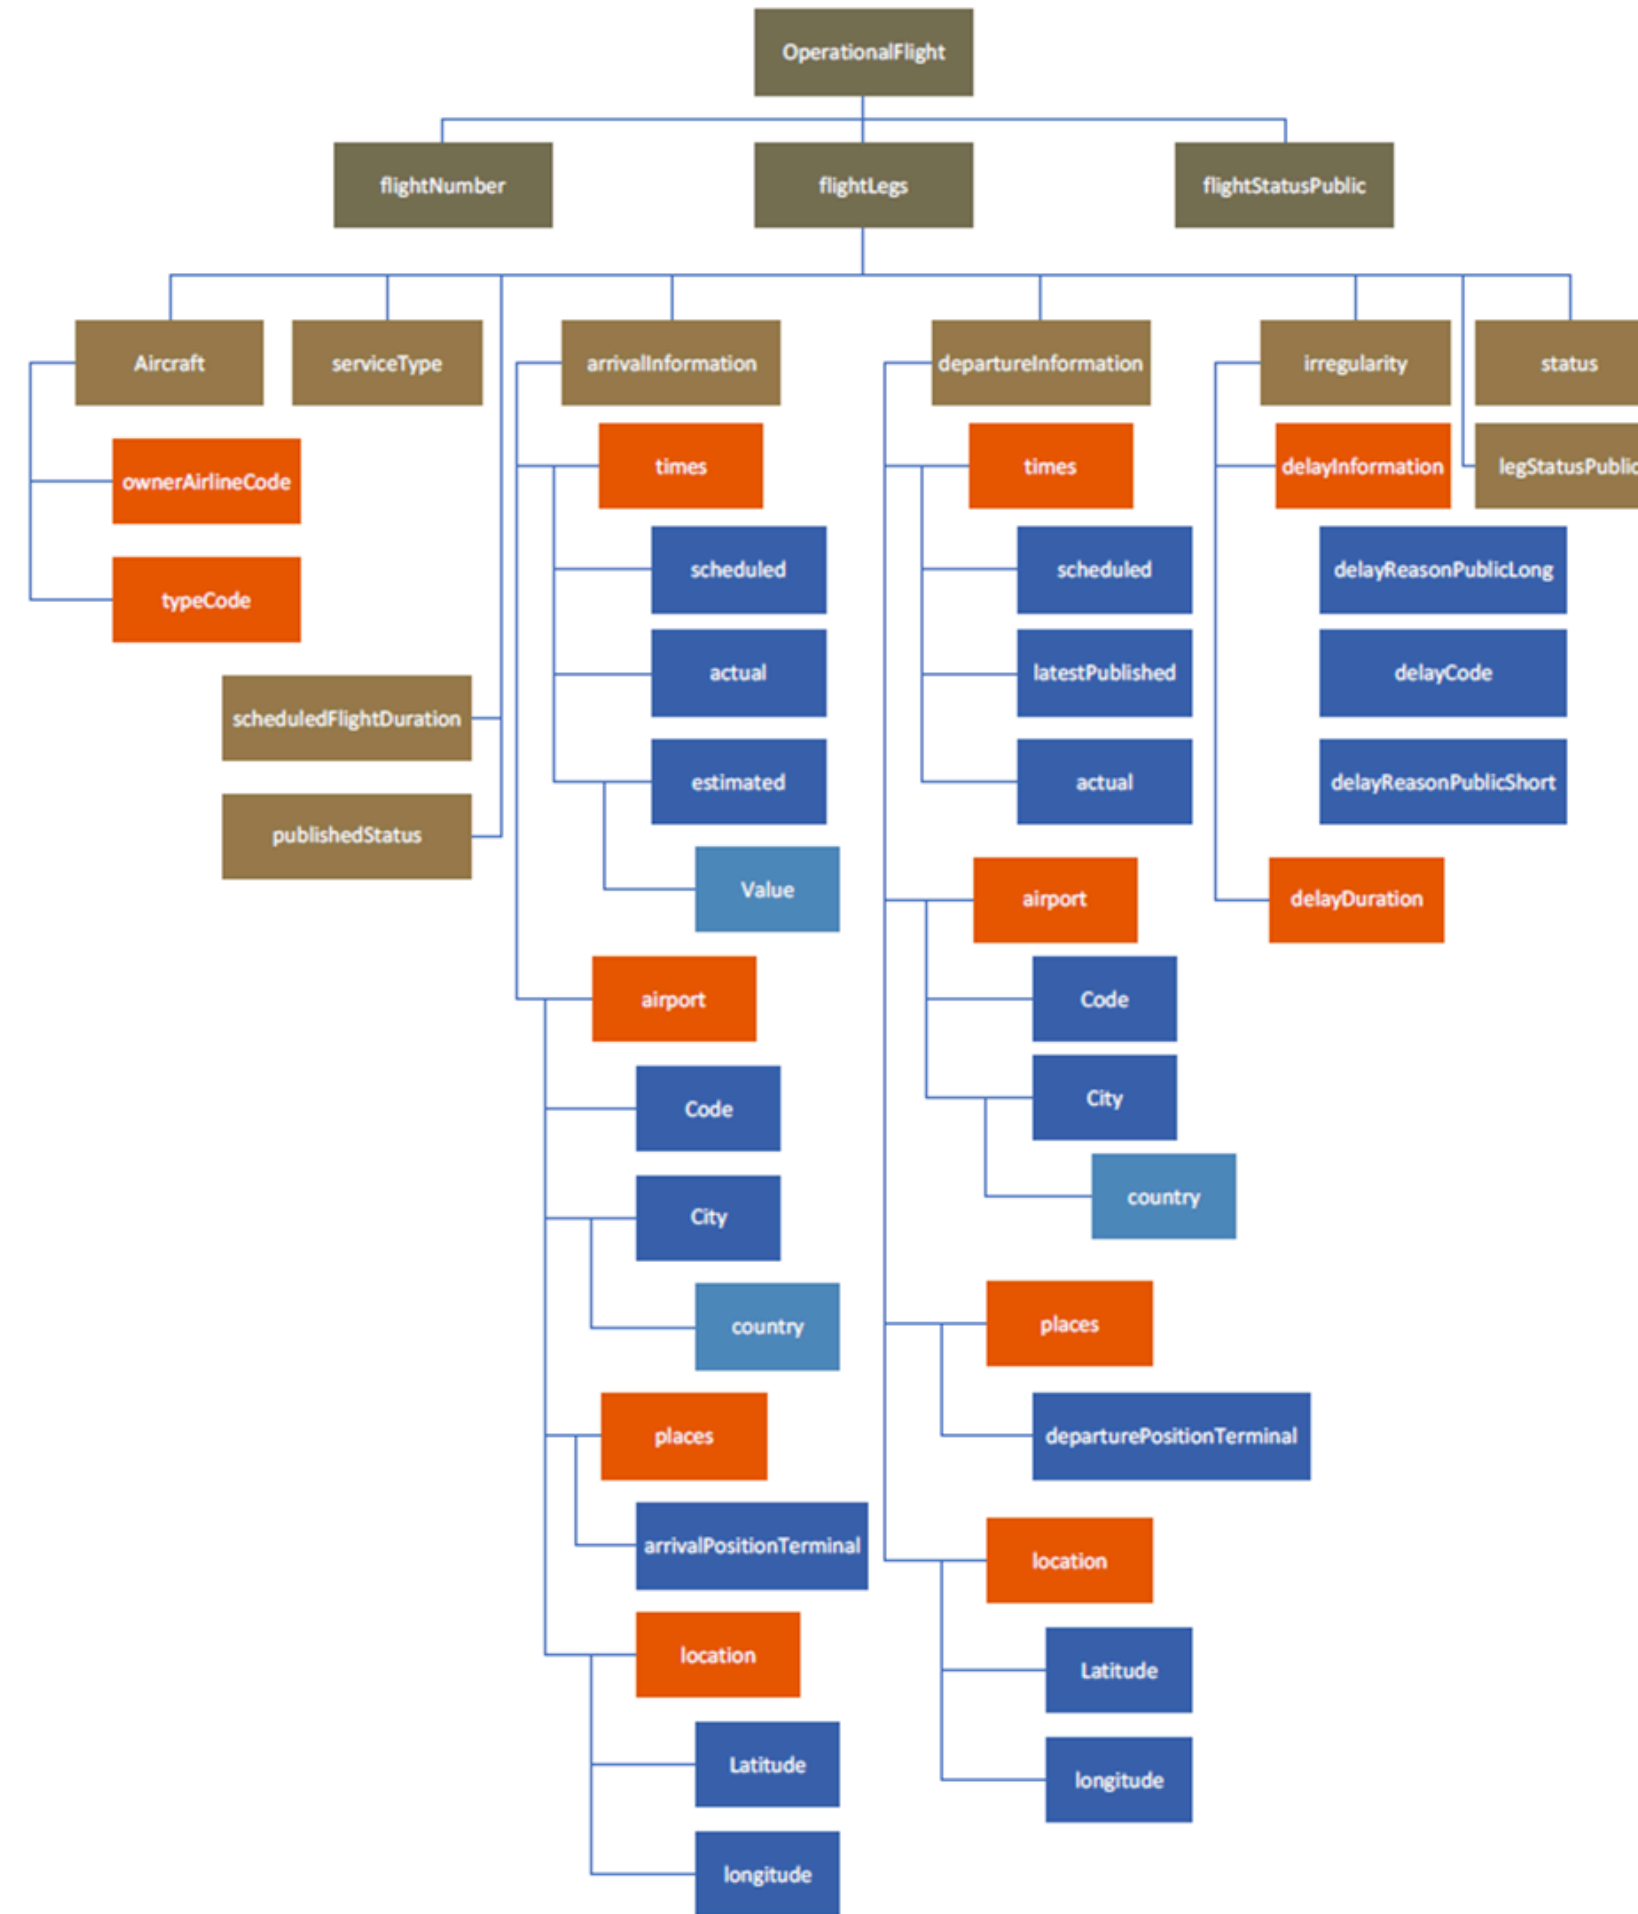 OperationalFlight
flightNumber
flightLegs
flightStatusPublic
Aircraft
serviceType
arrivalInformation
departureInformation
irregularity
status
ownerAirlineCode
typeCode
scheduledFlightDuration
publishedStatus
times
scheduled
actual
estimated
Value
airport
Code
City
country
places
arrivalPositionTerminal
location
Latitude
longitude
times
scheduled
latestPublished
actual
airport
Code
City
country
places
departurePositionTerminal
location
Latitude
longitude
delayInformation
delayReasonPublicLong
delayCode
delayReasonPublicShort
delayDuration
legStatusPublic